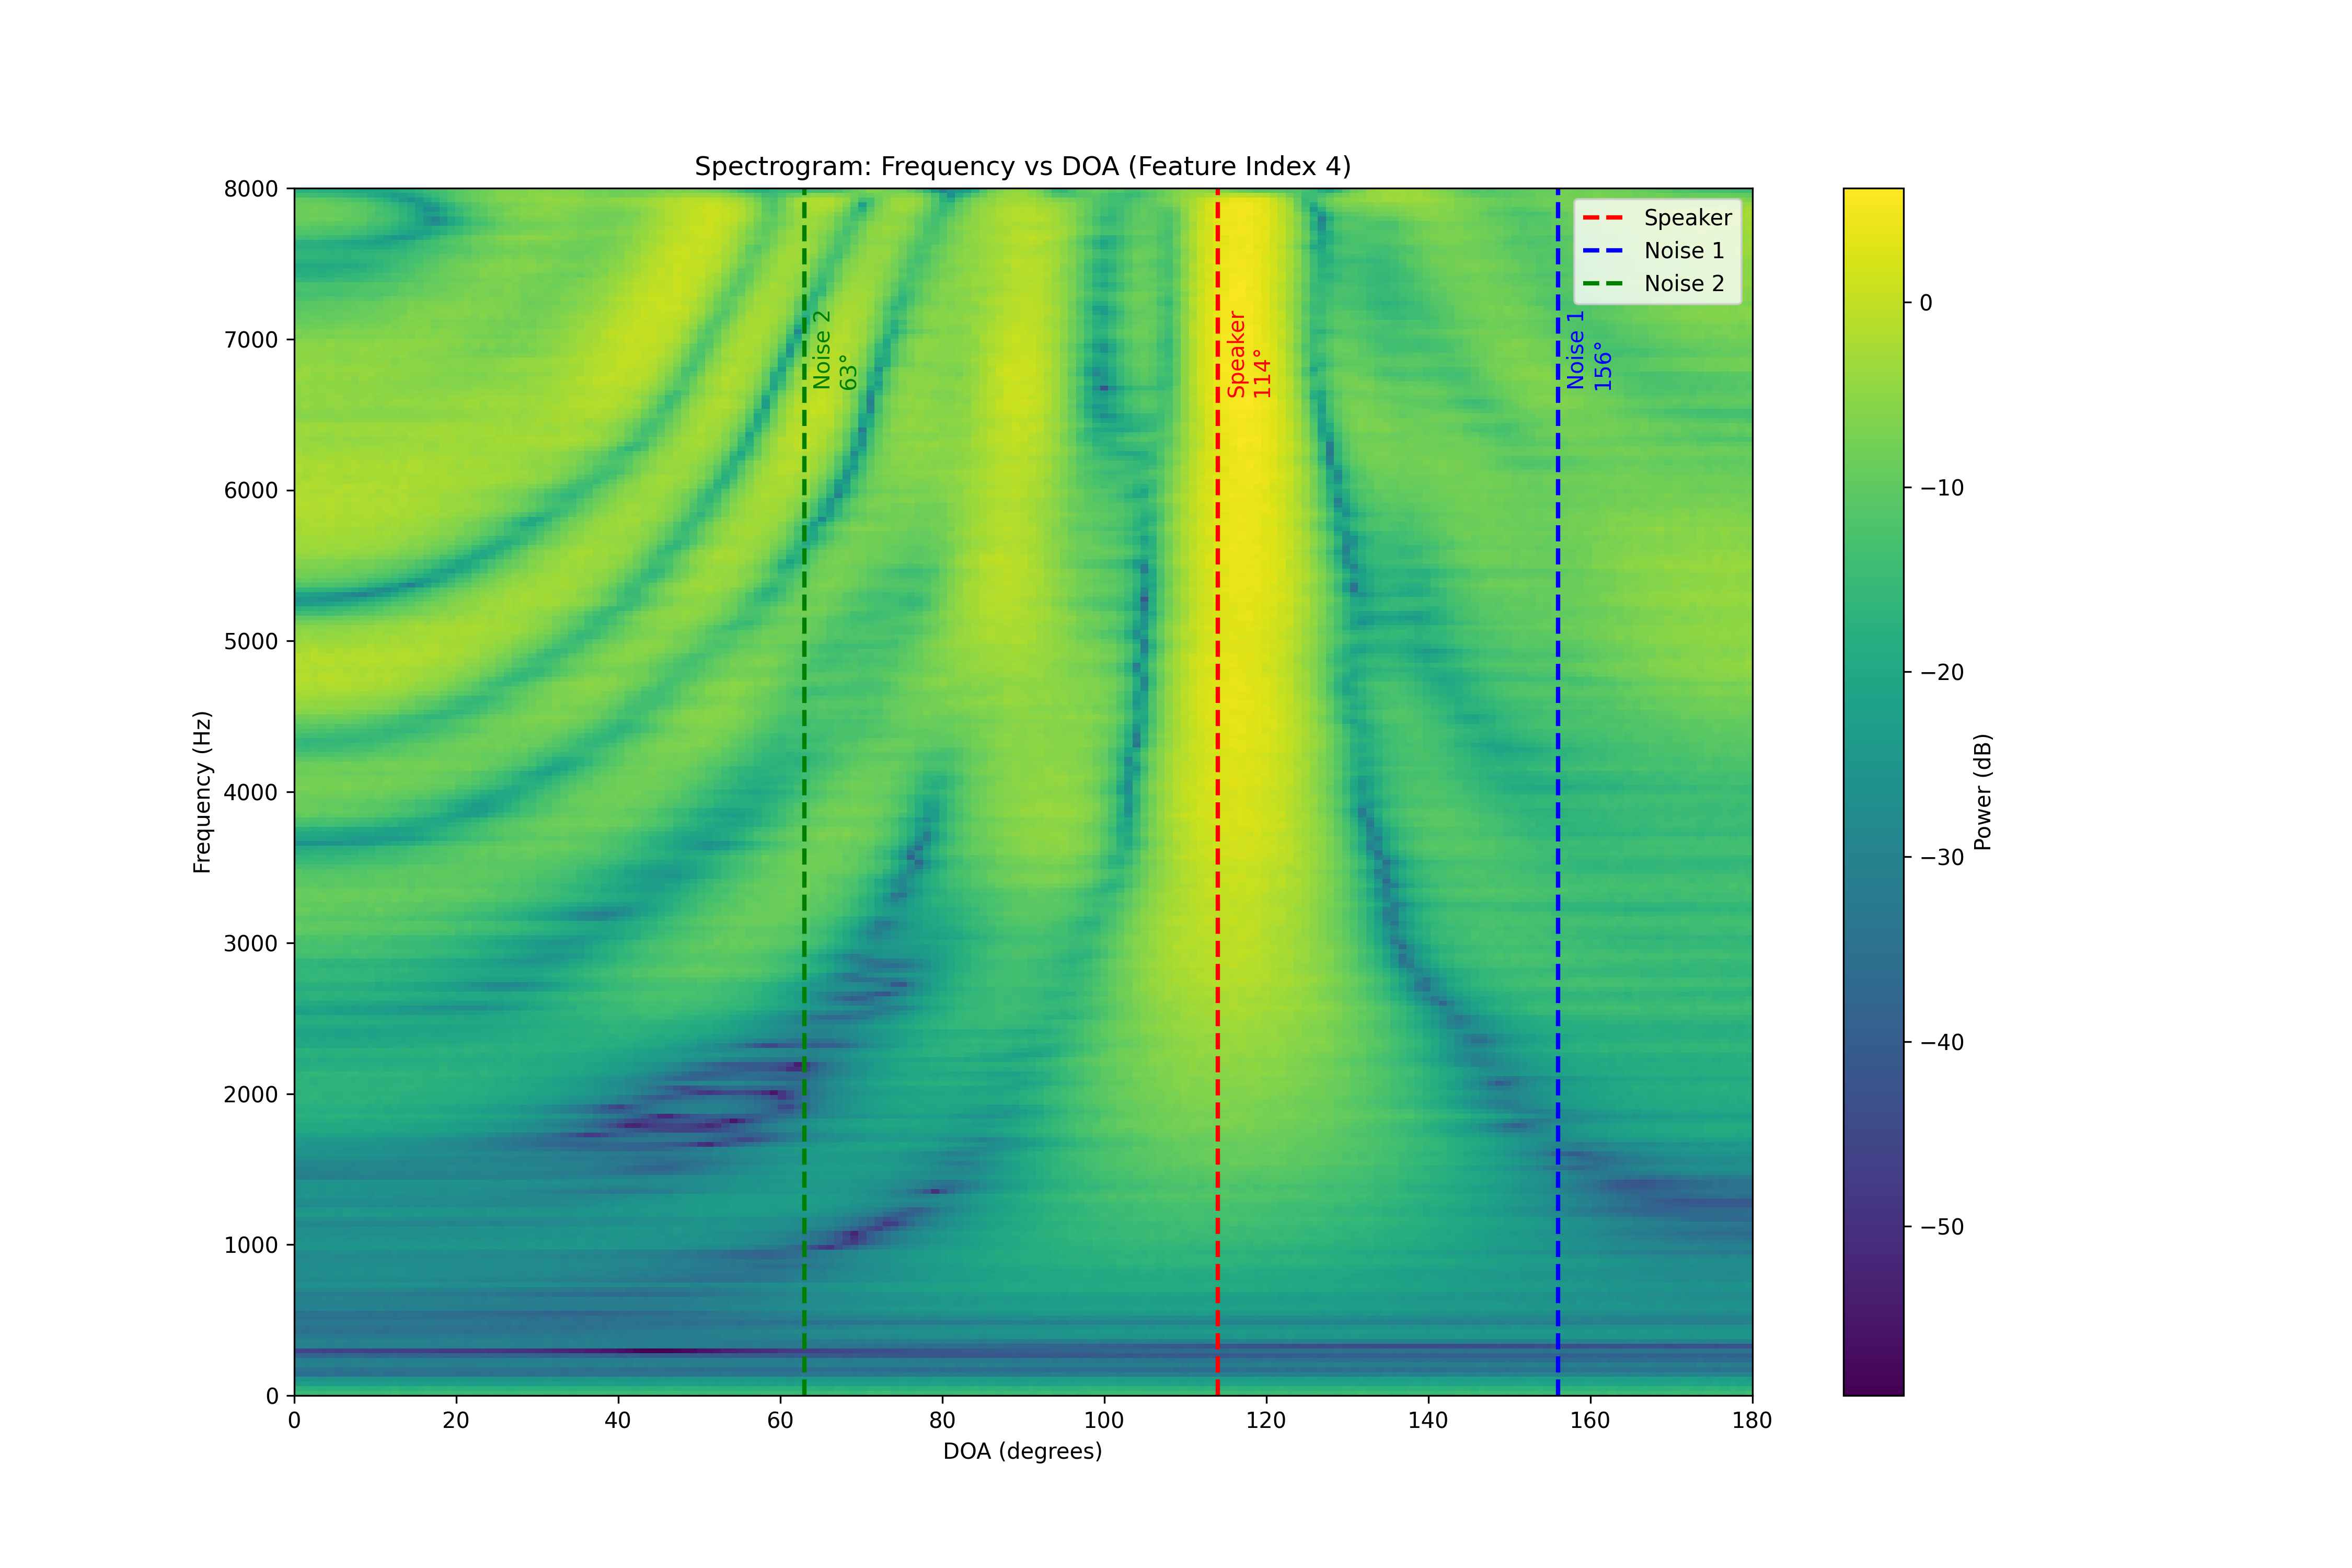 Spectrogram: Frequency vs DOA (Feature Index 4)
8000
7000
6000
5000
4000
3000
2000
1000
0
Frequency (Hz)
0 20 40 60 80 100 120 140 160 180
DOA (degrees)
Noise 2
63°
Speaker
114°
Noise 1
156°
Speaker
Noise 1
Noise 2
0
−10
−20
−30
−40
−50
Power (dB)